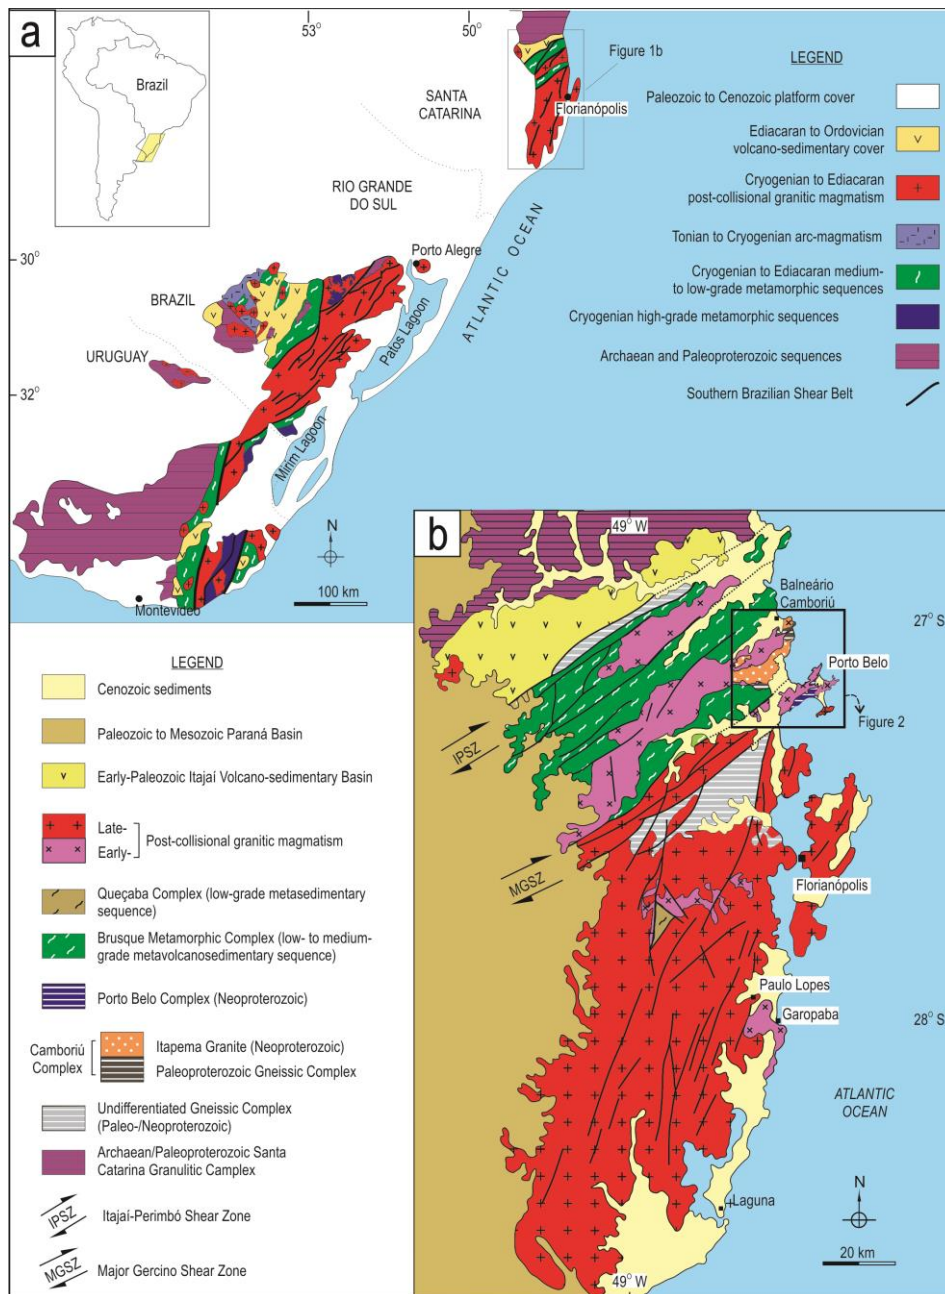 a
Brazil
53°
50°
Figure 1b
SANTA
CATARINA
Florianópolis
RIO GRANDE
DO SUL
ATLANTIC OCEAN
30°
Porto Alegre
BRAZIL
Patos Lagoon
URUGUAY
32°
Mirim Lagoon
N
100 km
Montevideo
LEGEND
Paleozoic to Cenozoic platform cover
Ediacaran to Ordovician
volcano-sedimentary cover
Cryogenian to Ediacaran
post-collisional granitic magmatism
Tonian to Cryogenian arc-magmatism
Cryogenian to Ediacaran medium-
to low-grade metamorphic sequences
Cryogenian high-grade metamorphic sequences
Archaean and Paleoproterozoic sequences
Southern Brazilian Shear Belt
LEGEND
Cenozoic sediments
Paleozoic to Mesozoic Paraná Basin
Early-Paleozoic Itajaí Volcano-sedimentary Basin
Late-
Early-
Post-collisional granitic magmatism
Queçaba Complex (low-grade metasedimentary
sequence)
Brusque Metamorphic Complex (low- to medium-
grade metavolcanosedimentary sequence)
Porto Belo Complex (Neoproterozoic)
Camboriú
Complex
Itapema Granite (Neoproterozoic)
Paleoproterozoic Gneissic Complex
Undifferentiated Gneissic Complex
(Paleo-/Neoproterozoic)
Archaean/Paleoproterozoic Santa
Catarina Granulitic Camplex
IPSZ
Itajaí-Perimbó Shear Zone
MGSZ
Major Gercino Shear Zone
b
49° W
Balneário
Camboriú
27° S
Porto Belo
Figure 2
IPSZ
MGSZ
Florianópolis
Paulo Lopes
Garopaba
28° S
ATLANTIC
OCEAN
N
Laguna
20 km
49° W